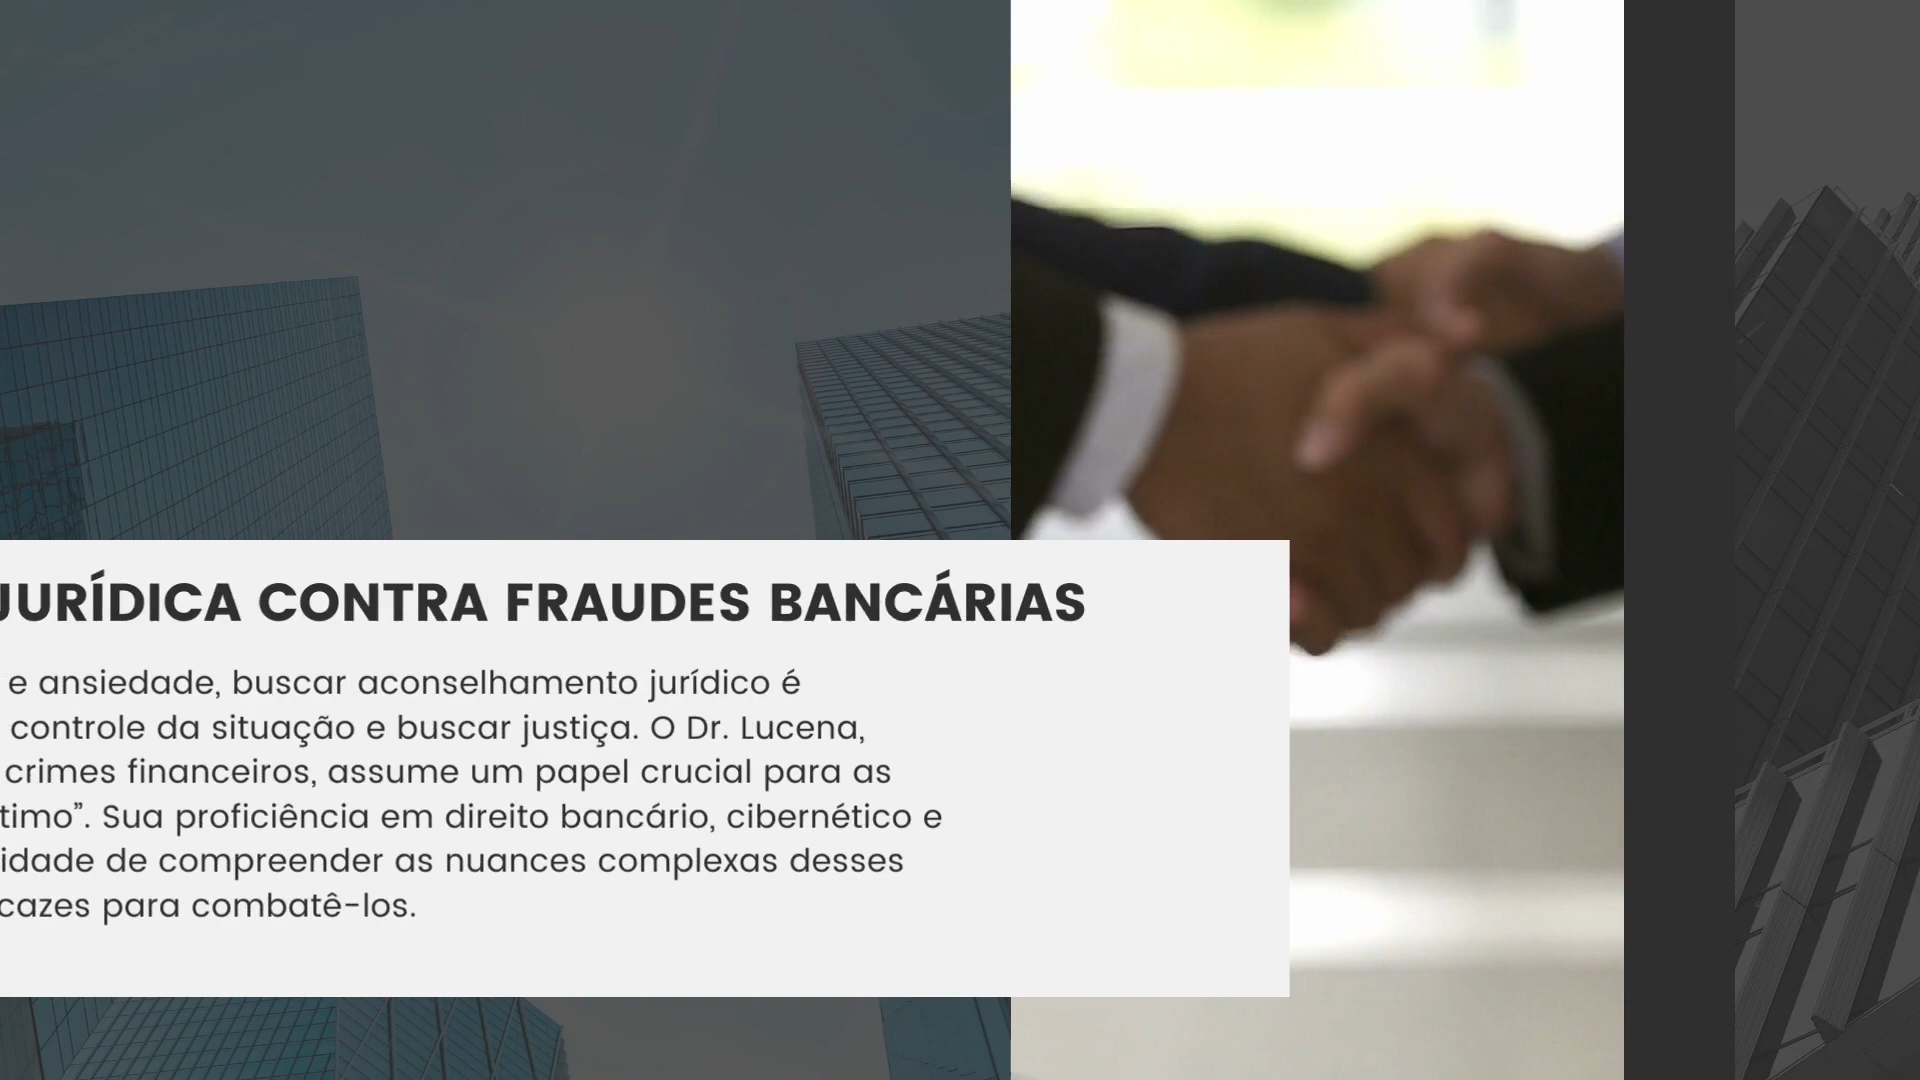 JURÍDICA CONTRA FRAUDES BANCÁRIAS
e ansiedade, buscar aconselhamento jurídico é
controle da situação e buscar justiça. O Dr. Lucena,
crimes financeiros, assume um papel crucial para as
timo”. Sua proficiência em direito bancário, cibernético e
idade de compreender as nuances complexas desses
cazes para combatê-los.